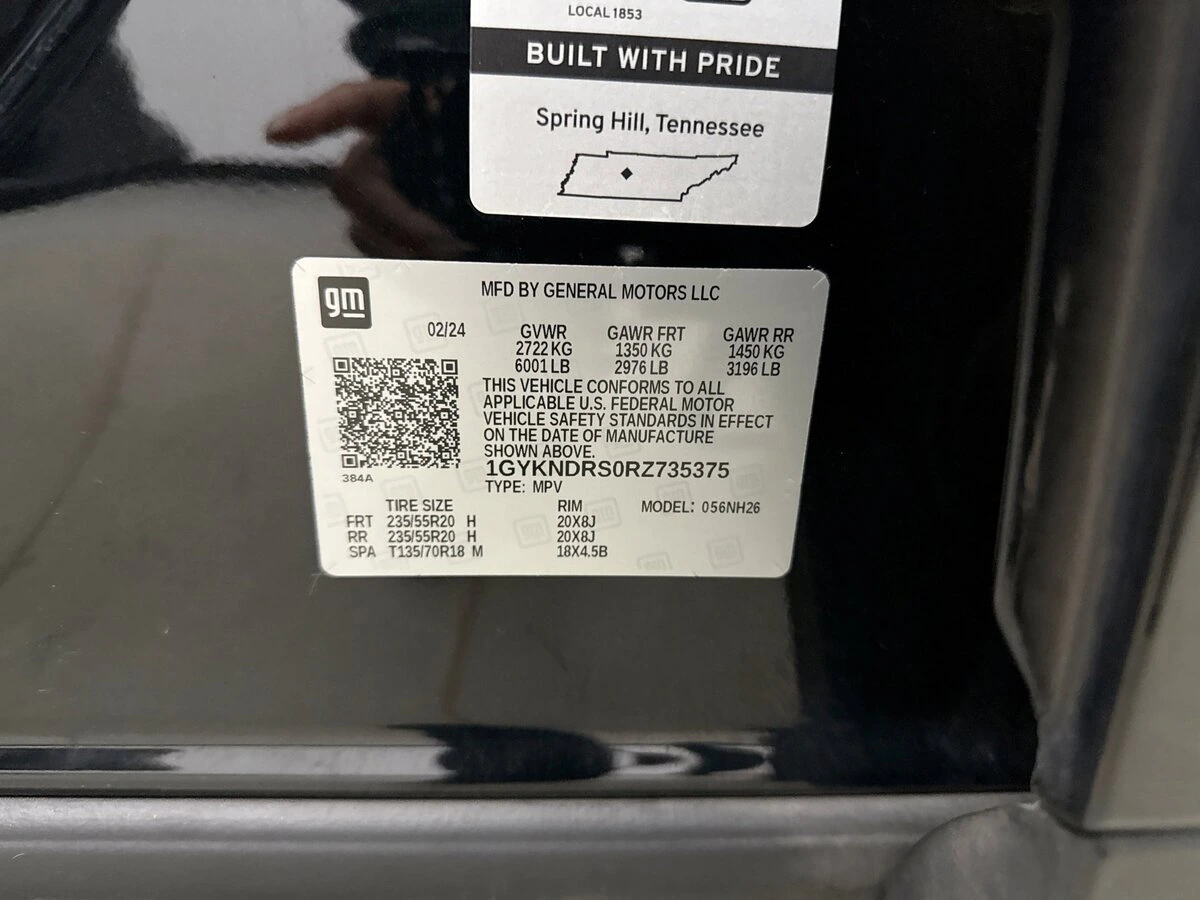 LOCAL 1853
BUILT WITH PRIDE
Spring Hill, Tennessee
gm
MFD BY GENERAL MOTORS LLC
02/24 GVWR GAWR FRT GAWR RR
2722 KG 1350 KG 1450 KG
6001 LB 2976 LB 3196 LB
THIS VEHICLE CONFORMS TO ALL
APPLICABLE U.S. FEDERAL MOTOR
VEHICLE SAFETY STANDARDS IN EFFECT
ON THE DATE OF MANUFACTURE
SHOWN ABOVE.
1GYKNDRS0RZ735375
384A
TYPE: MPV
TIRE SIZE RIM MODEL: 056NH26
FRT 235/55R20 H 20X8J
RR 235/55R20 H 20X8J
SPA T135/70R18 M 18X4.5B